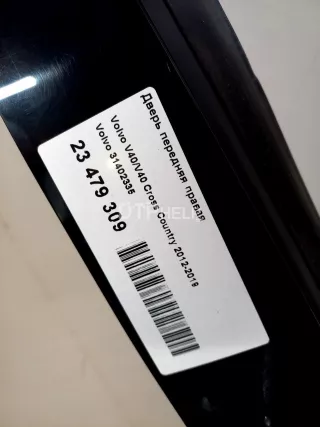 Дверь передняя правая
Volvo V40/V40 Cross Country 2012-2019
Volvo 31402335
23 479 309